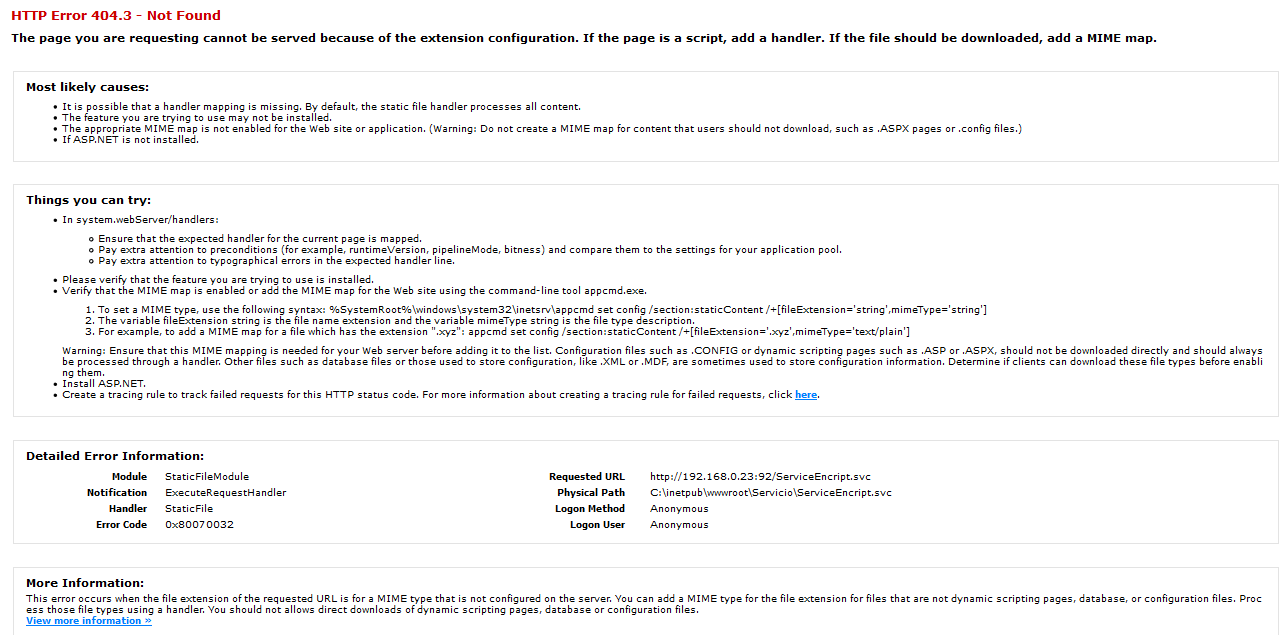 HTTP Error 404.3 - Not Found
The page you are requesting cannot be served because of the extension configuration. If the page is a script, add a handler. If the file should be downloaded, add a MIME map.
Most likely causes:
• It is possible that a handler mapping is missing. By default, the static file handler processes all content.
• The feature you are trying to use may not be installed.
• The appropriate MIME map is not enabled for the Web site or application. (Warning: Do not create a MIME map for content that users should not download, such as .ASPX pages or .config files.)
• If ASP.NET is not installed.
Things you can try:
• In system.webServer/handlers:
Ensure that the expected handler for the current page is mapped.
Pay extra attention to preconditions (for example, runtimeVersion, pipelineMode, bitness) and compare them to the settings for your application pool.
Pay extra attention to typographical errors in the expected handler line.
• Please verify that the feature you are trying to use is installed.
• Verify that the MIME map is enabled or add the MIME map for the Web site using the command-line tool appcmd.exe.
1. To set a MIME type, use the following syntax: %SystemRoot%\windows\system32\inetsrv\appcmd set config /section:staticContent /+[fileExtension='string',mimeType='string']
2. The variable fileExtension string is the file name extension and the variable mimeType string is the file type description.
3. For example, to add a MIME map for a file which has the extension ".xyz": appcmd set config /section:staticContent /+[fileExtension='.xyz',mimeType='text/plain']
Warning: Ensure that this MIME mapping is needed for your Web server before adding it to the list. Configuration files such as .CONFIG or dynamic scripting pages such as .ASP or .ASPX, should not be downloaded directly and should always
be processed through a handler. Other files such as database files or those used to store configuration, like .XML or .MDF, are sometimes used to store configuration information. Determine if clients can download these file types before enabli
ng them.
• Install ASP.NET.
• Create a tracing rule to track failed requests for this HTTP status code. For more information about creating a tracing rule for failed requests, click here.
Detailed Error Information:
Module StaticFileModule
Notification ExecuteRequestHandler
Handler StaticFile
Error Code 0x80070032
Requested URL http://192.168.0.23:92/ServiceEncript.svc
Physical Path C:\inetpub\wwwroot\Servicio\ServiceEncript.svc
Logon Method Anonymous
Logon User Anonymous
More Information:
This error occurs when the file extension of the requested URL is for a MIME type that is not configured on the server. You can add a MIME type for the file extension for files that are not dynamic scripting pages, database, or configuration files. Proc
ess those file types using a handler. You should not allows direct downloads of dynamic scripting pages, database or configuration files.
View more information »